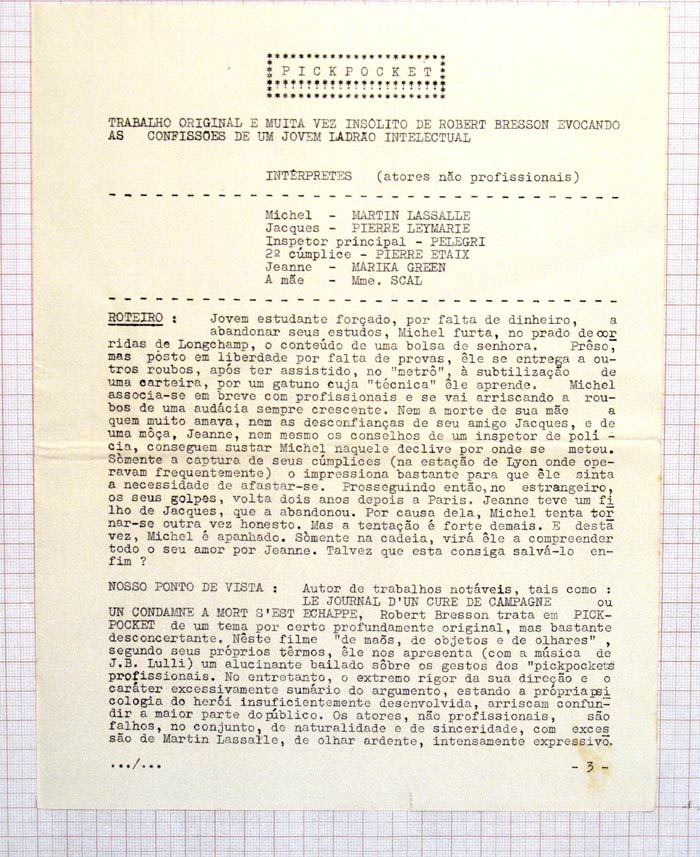 PICKPOCKET
TRABALHO ORIGINAL E MUITA VEZ INSÓLITO DE ROBERT BRESSON EVOCANDO
AS CONFISSÕES DE UM JOVEM LADRÃO INTELECTUAL
INTÉRPRETES (atores não profissionais)
Michel - MARTIN LASSALLE
Jacques - PIERRE LEYMARIE
Inspetor principal - PELEGRI
2º cúmplice - PIERRE ETAIX
Jeanne - MARIKA GREEN
A mãe - Mme. SCAL
ROTEIRO : Jovem estudante forçado, por falta de dinheiro, a
abandonar seus estudos, Michel furta, no prado de cor
ridas de Longchamp, o conteúdo de uma bolsa de senhora. Prêso,
mas pôsto em liberdade por falta de provas, êle se entrega a ou-
tros roubos, após ter assistido, no "metrô", à subtilização de
uma carteira, por um gatuno cuja "técnica" êle aprende. Michel
associa-se em breve com profissionais e se vai arriscando a rou-
bos de uma audácia sempre crescente. Nem a morte de sua mãe a
quem muito amava, nem as desconfianças de seu amigo Jacques, e de
uma môça, Jeanne, nem mesmo os conselhos de um inspetor de polí -
cia, conseguem sustar Michel naquele declive por onde se meteu.
Sòmente a captura de seus cúmplices (na estação de Lyon onde ope-
ravam frequentemente) o impressiona bastante para que êle sinta
a necessidade de afastar-se. Prosseguindo então, no estrangeiro,
os seus golpes, volta dois anos depois a Paris. Jeanne teve um fi
lho de Jacques, que a abandonou. Por causa dela, Michel tenta tor
nar-se outra vez honesto. Mas a tentação é forte demais. E desta
vez, Michel é apanhado. Sòmente na cadeia, virá êle a compreender
todo o seu amor por Jeanne. Talvez que esta consiga salvá-lo en-
fim ?
NOSSO PONTO DE VISTA : Autor de trabalhos notáveis, tais como :
LE JOURNAL D'UN CURE DE CAMPAGNE ou
UN CONDAMNE A MORT S'EST ECHAPPE, Robert Bresson trata em PICK-
POCKET de um tema por certo profundamente original, mas bastante
desconcertante. Nêste filme "de maõs, de objetos e de olhares" ,
segundo seus próprios têrmos, êle nos apresenta (com a música de
J.B. Lulli) um alucinante bailado sôbre os gestos dos "pickpockets
profissionais. No entretanto, o extremo rigor da sua direção e o
caráter excessivamente sumário do argumento, estando a própria psi
cologia do herói insuficientemente desenvolvida, arriscam confun-
dir a maior parte do público. Os atores, não profissionais, são
falhos, no conjunto, de naturalidade e de sinceridade, com exces
são de Martin Lassalle, de olhar ardente, intensamente expressivo.
.../...
- 3 -